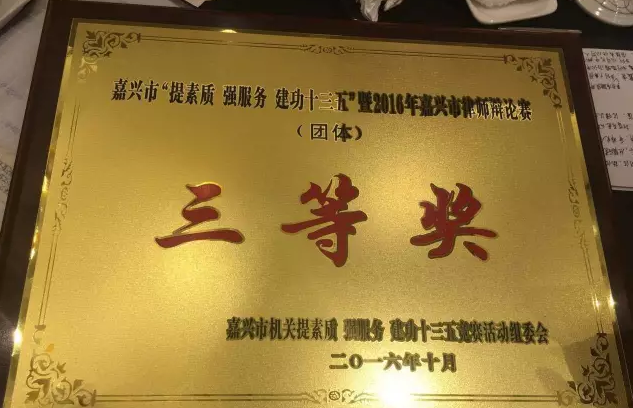 嘉兴市“提素质 强服务 建功十三五”暨2016年嘉兴市律师辩论赛
（团体）
三等奖
嘉兴市机关提素质 强服务 建功十三五竞赛活动组委会
二〇一六年十月